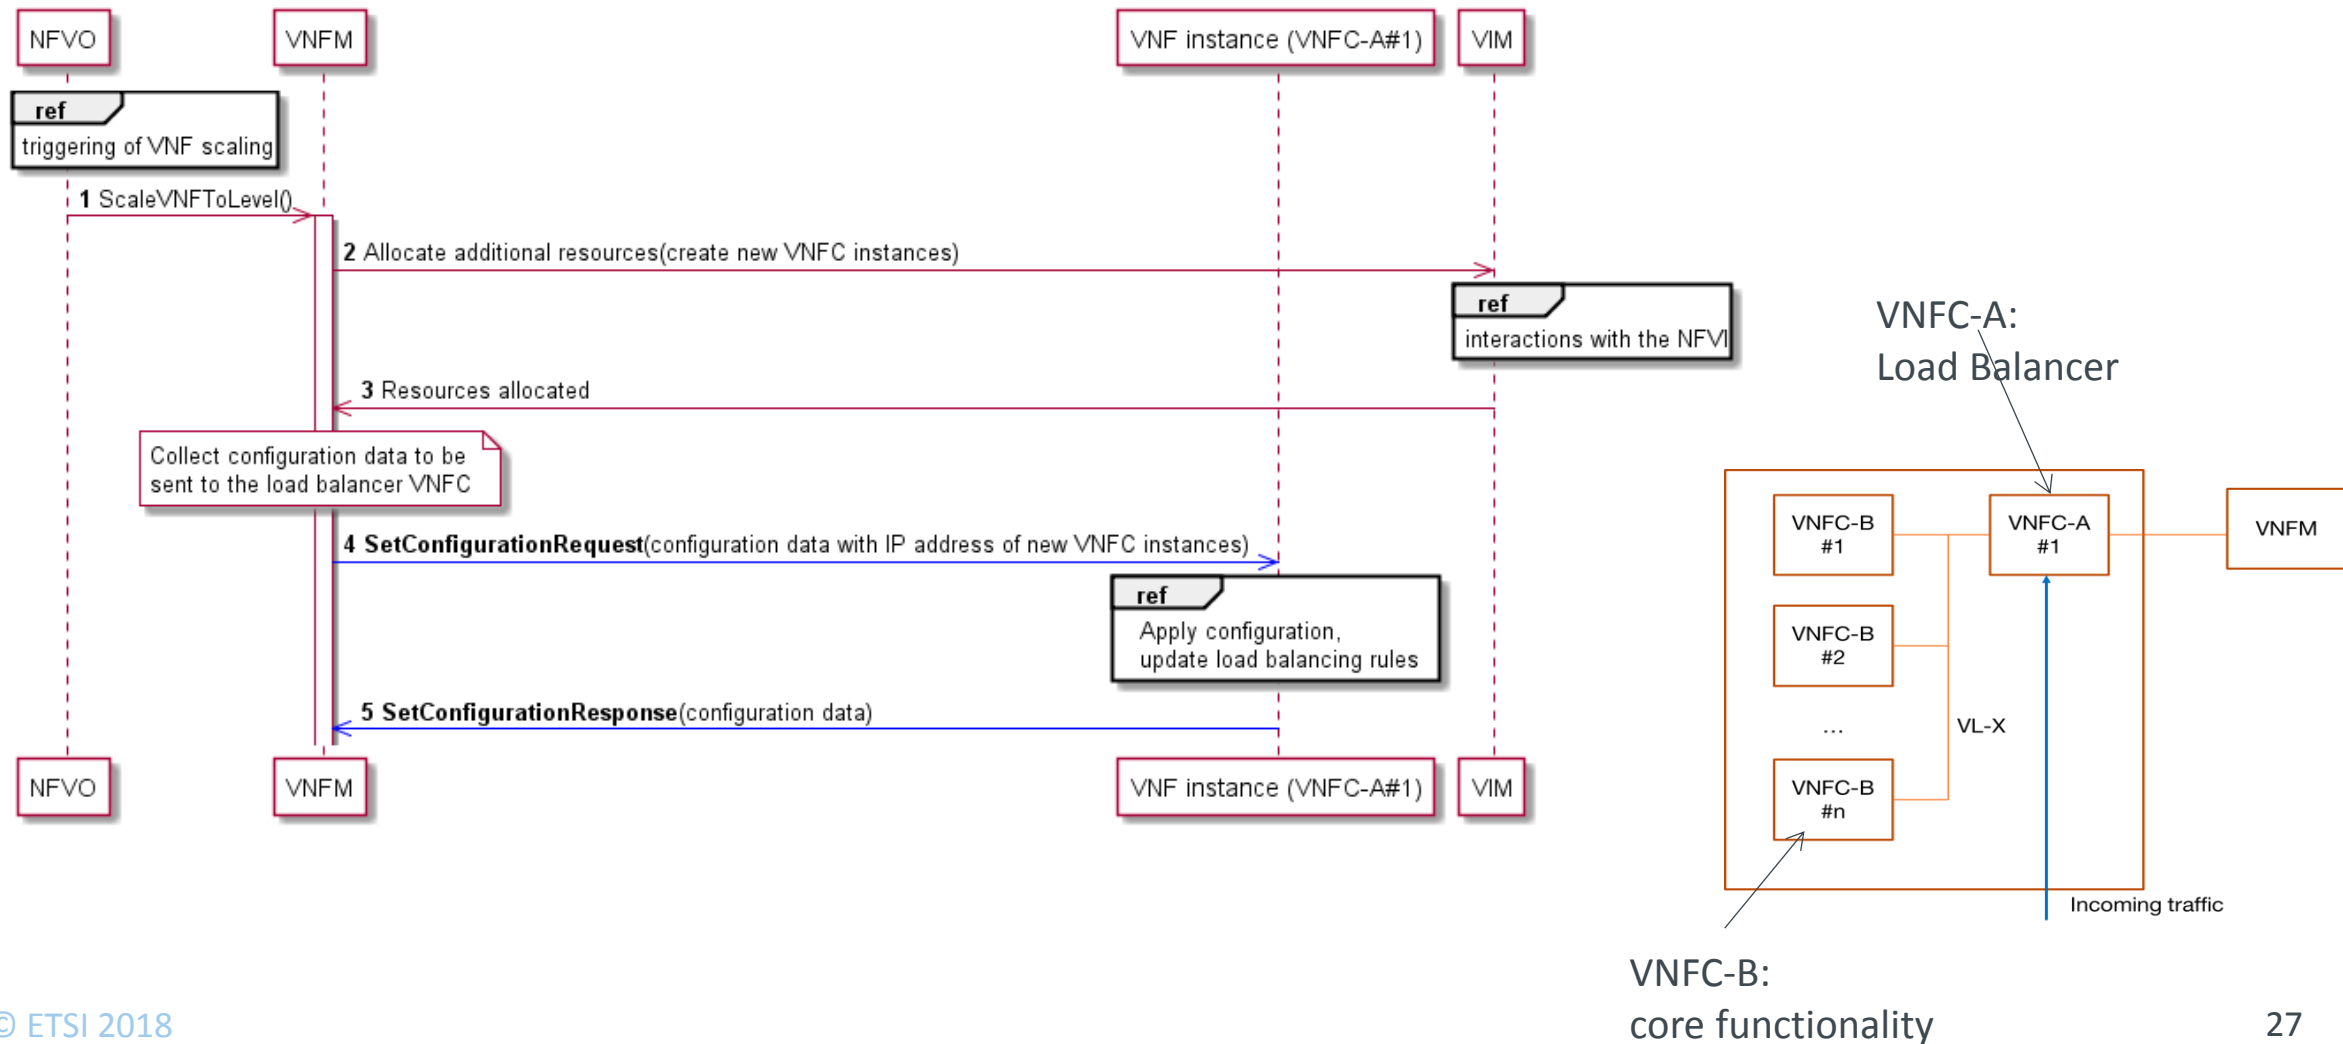 NFVO
VNFM
VNF instance (VNFC-A#1)
VIM
ref
triggering of VNF scaling
1 ScaleVNFToLevel()
2 Allocate additional resources(create new VNFC instances)
ref
interactions with the NFVI
3 Resources allocated
Collect configuration data to be
sent to the load balancer VNFC
4 SetConfigurationRequest(configuration data with IP address of new VNFC instances)
ref
Apply configuration,
update load balancing rules
5 SetConfigurationResponse(configuration data)
NFVO
VNFM
VNF instance (VNFC-A#1)
VIM
VNFC-A:
Load Balancer
VNFC-B
#1
VNFC-A
#1
VNFM
VNFC-B
#2
...
VL-X
VNFC-B
#n
Incoming traffic
VNFC-B:
core functionality
© ETSI 2018
27